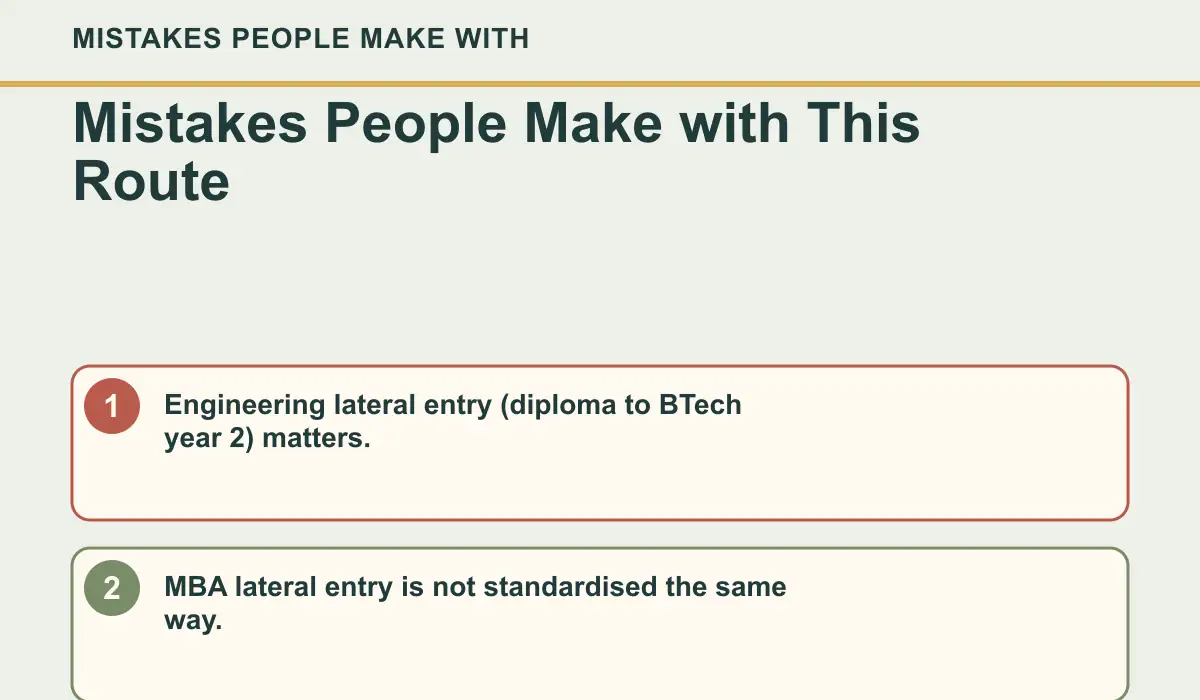 MISTAKES PEOPLE MAKE WITH
Mistakes People Make with This
Route
1
Engineering lateral entry (diploma to BTech
year 2) matters.
2
MBA lateral entry is not standardised the same
way.